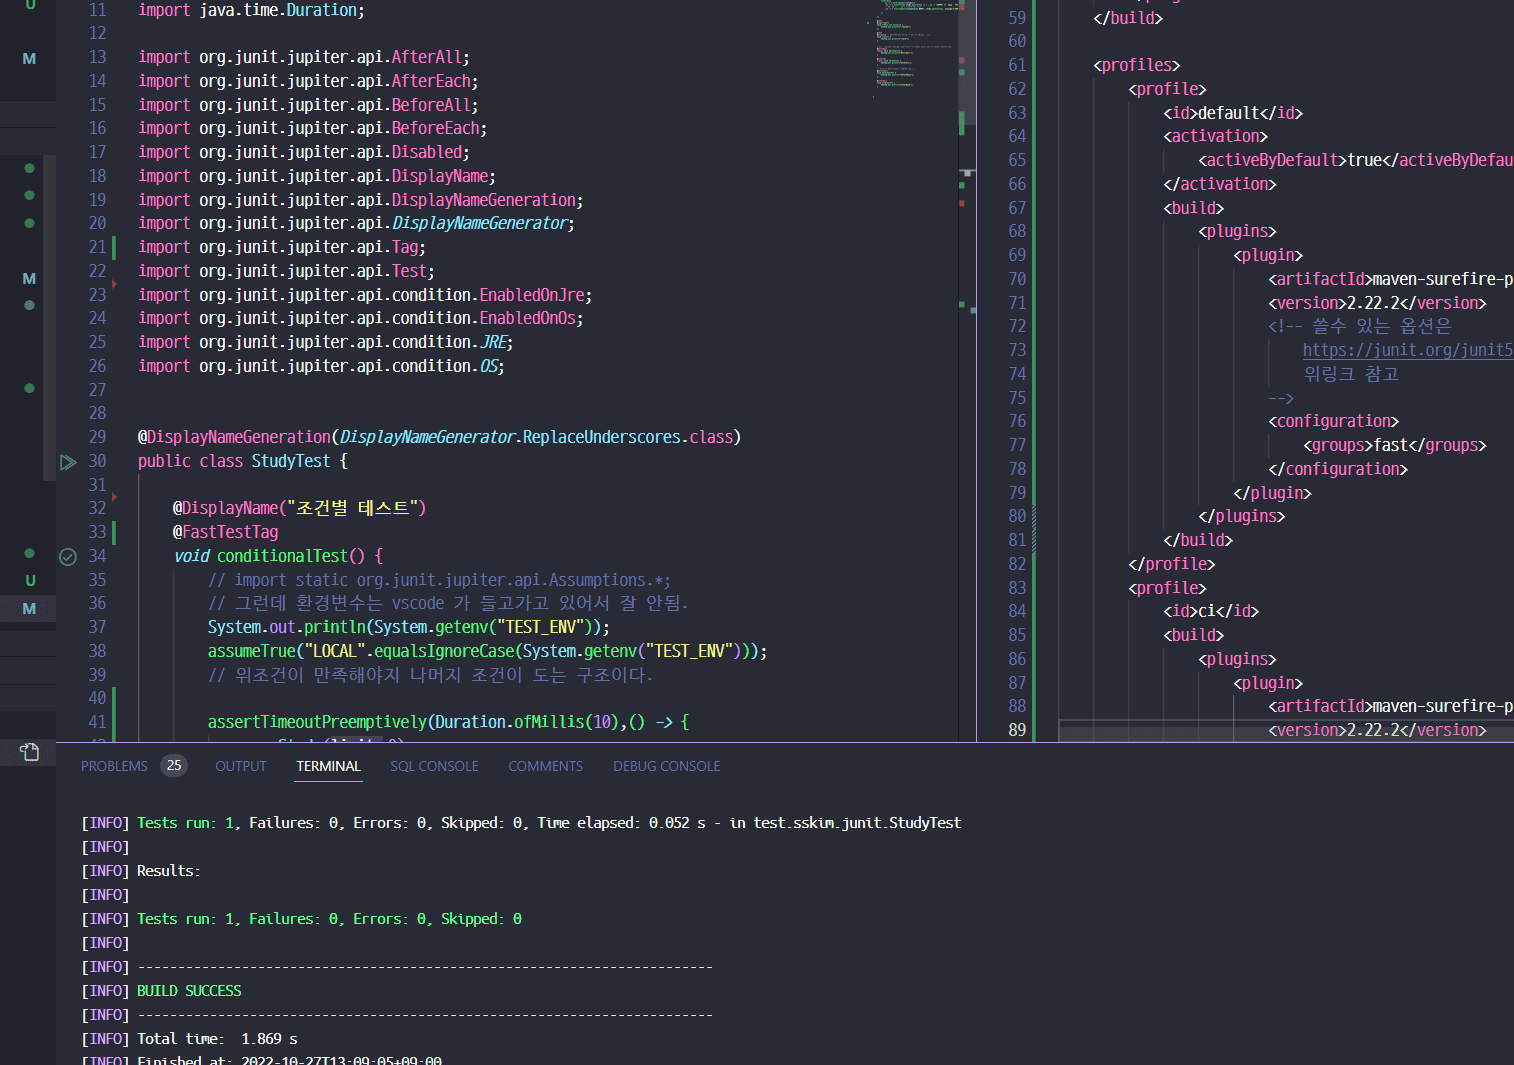 U
M
M
U
M
11 import java.time.Duration;
12
13 import org.junit.jupiter.api.AfterAll;
14 import org.junit.jupiter.api.AfterEach;
15 import org.junit.jupiter.api.BeforeAll;
16 import org.junit.jupiter.api.BeforeEach;
17 import org.junit.jupiter.api.Disabled;
18 import org.junit.jupiter.api.DisplayName;
19 import org.junit.jupiter.api.DisplayNameGeneration;
20 import org.junit.jupiter.api.DisplayNameGenerator;
21 import org.junit.jupiter.api.Tag;
22 import org.junit.jupiter.api.Test;
23 import org.junit.jupiter.api.condition.EnabledOnJre;
24 import org.junit.jupiter.api.condition.EnabledOnOs;
25 import org.junit.jupiter.api.condition.JRE;
26 import org.junit.jupiter.api.condition.OS;
27
28
29 @DisplayNameGeneration(DisplayNameGenerator.ReplaceUnderscores.class)
30 public class StudyTest {
31
32 @DisplayName("조건별 테스트")
33 @FastTestTag
34 void conditionalTest() {
35 // import static org.junit.jupiter.api.Assumptions.*;
36 // 그런데 환경변수는 vscode 가 들고가고 있어서 잘 안됨.
37 System.out.println(System.getenv("TEST_ENV"));
38 assumeTrue("LOCAL".equalsIgnoreCase(System.getenv("TEST_ENV")));
39 // 위조건이 만족해야지 나머지 조건이 도는 구조이다.
40
41 assertTimeoutPreemptively(Duration.ofMillis(10),() -> {
59 </build>
60
61 <profiles>
62 <profile>
63 <id>default</id>
64 <activation>
65 <activeByDefault>true</activeByDefau
66 </activation>
67 <build>
68 <plugins>
69 <plugin>
70 <artifactId>maven-surefire-p
71 <version>2.22.2</version>
72 <!-- 쓸수 있는 옵션은
73 https://junit.org/junit5
74 위링크 참고
75 -->
76 <configuration>
77 <groups>fast</groups>
78 </configuration>
79 </plugin>
80 </plugins>
81 </build>
82 </profile>
83 <profile>
84 <id>ci</id>
85 <build>
86 <plugins>
87 <plugin>
88 <artifactId>maven-surefire-p
89 <version>2.22.2</version>
PROBLEMS 25 OUTPUT TERMINAL SQL CONSOLE COMMENTS DEBUG CONSOLE
[INFO] Tests run: 1, Failures: 0, Errors: 0, Skipped: 0, Time elapsed: 0.052 s - in test.sskim.junit.StudyTest
[INFO]
[INFO] Results:
[INFO]
[INFO] Tests run: 1, Failures: 0, Errors: 0, Skipped: 0
[INFO]
[INFO] ------------------------------------------------------------------------
[INFO] BUILD SUCCESS
[INFO] ------------------------------------------------------------------------
[INFO] Total time:  1.869 s
[INFO] Finished at: 2022-10-27T13:09:05+09:00